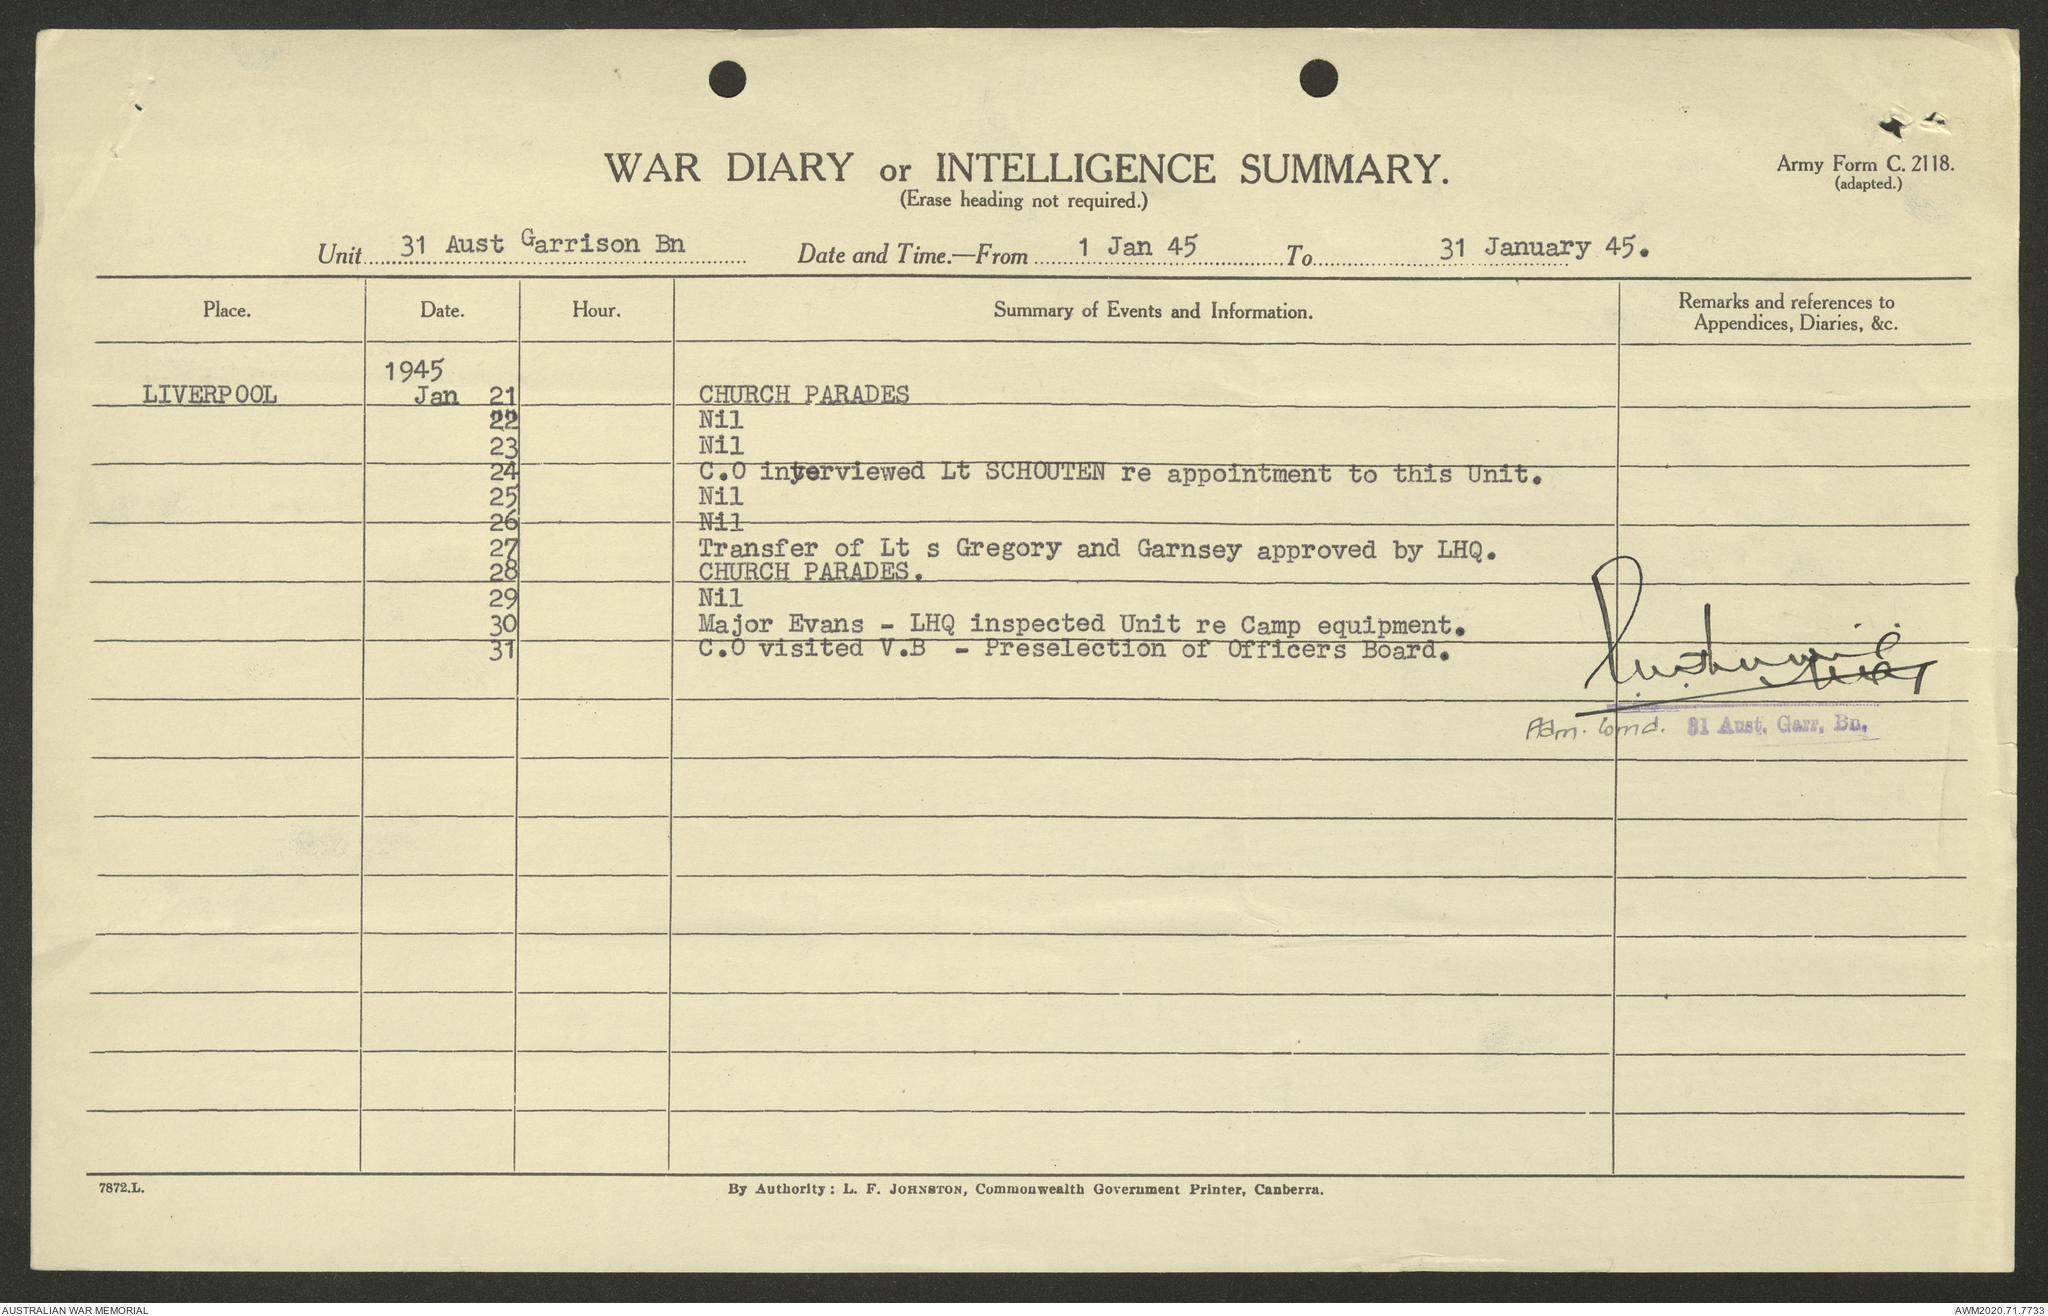 WAR DIARY or INTELLIGENCE SUMMARY.
(Erase heading not required.)
Army Form C. 2118.
(adapted.)
Unit 31 Aust Garrison Bn Date and Time.—From 1 Jan 45 To 31 January 45.
Place. Date. Hour. Summary of Events and Information. Remarks and references to
Appendices, Diaries, &c.
1945
LIVERPOOL Jan 21 CHURCH PARADES
22 Nil
23 Nil
24 C.O interviewed Lt SCHOUTEN re appointment to this Unit.
25 Nil
26 Nil
27 Transfer of Lt s Gregory and Garnsey approved by LHQ.
28 CHURCH PARADES.
29 Nil
30 Major Evans - LHQ inspected Unit re Camp equipment.
31 C.O visited V.B - Preselection of Officers Board.
Adm. Comd. 31 Aust. Garr. Bn.
7872.L.
By Authority: L. F. JOHNSTON, Commonwealth Government Printer, Canberra.
AUSTRALIAN WAR MEMORIAL
AWM2020.71.7733